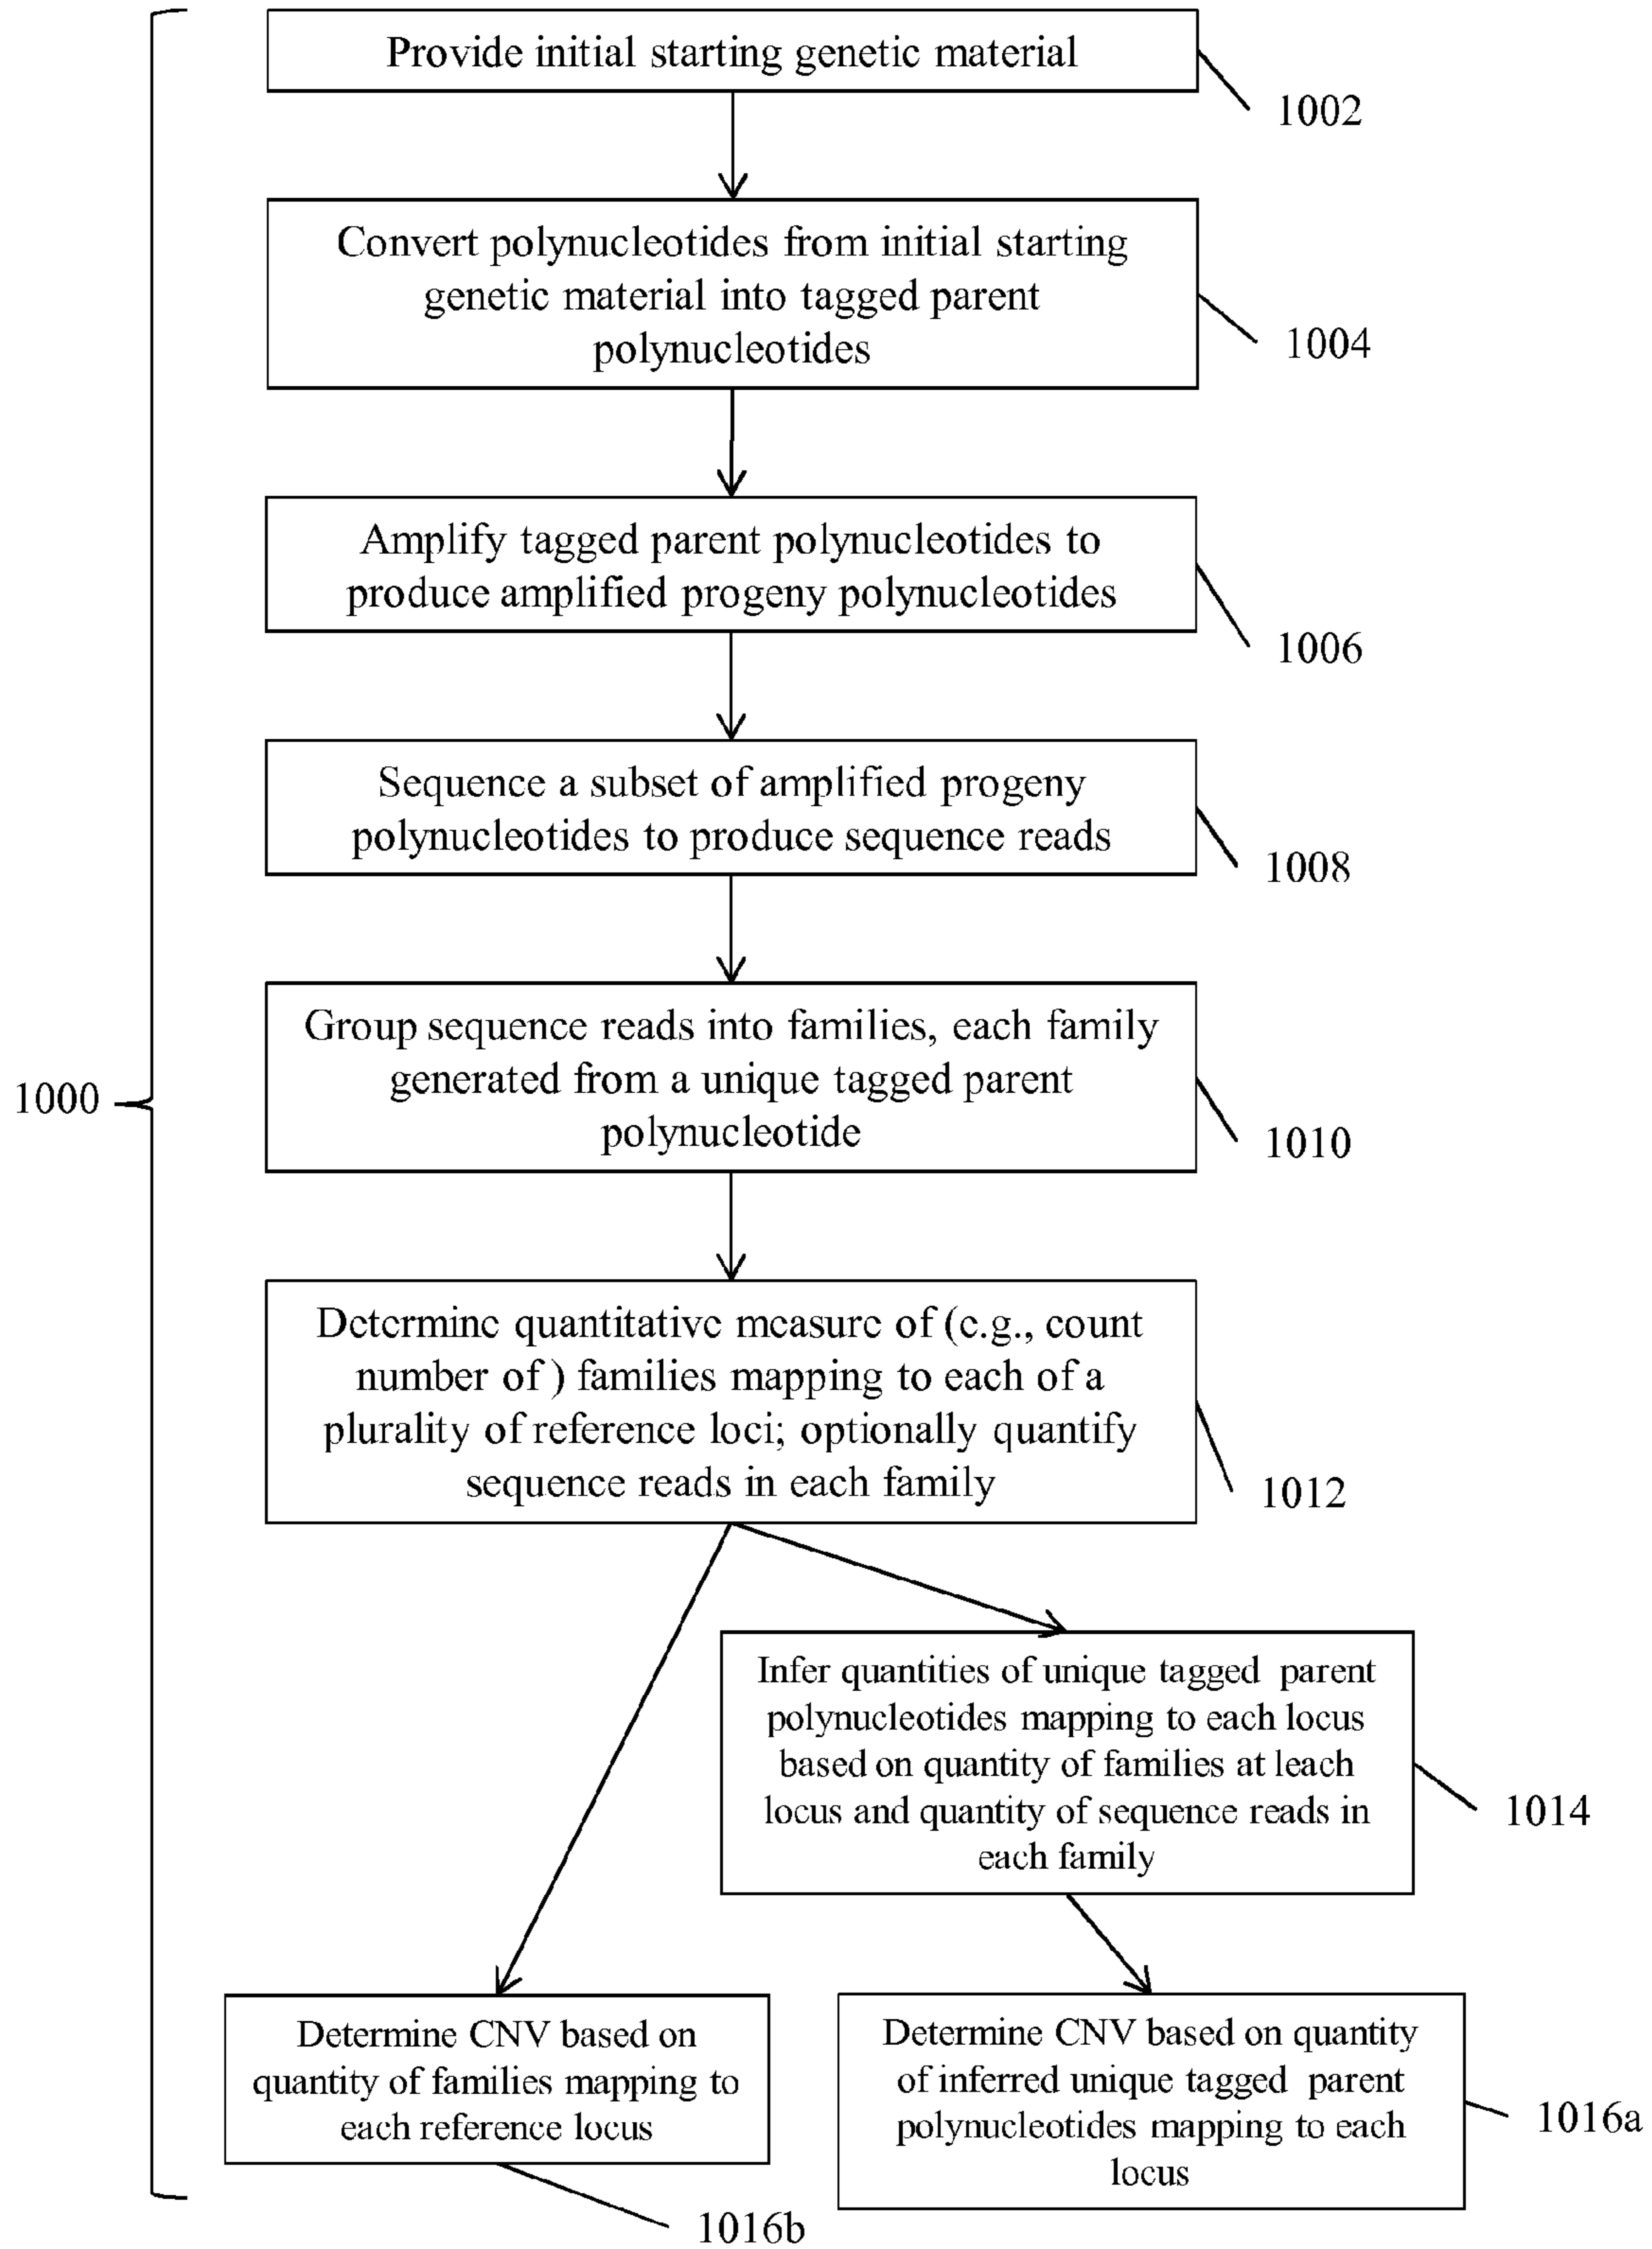 Provide initial starting genetic material
1002
Convert polynucleotides from initial starting
genetic material into tagged parent
polynucleotides
1004
Amplify tagged parent polynucleotides to
produce amplified progeny polynucleotides
1006
Sequence a subset of amplified progeny
polynucleotides to produce sequence reads
1008
Group sequence reads into families, each family
generated from a unique tagged parent
polynucleotide
1010
1000
Determine quantitative measure of (e.g., count
number of ) families mapping to each of a
plurality of reference loci; optionally quantify
sequence reads in each family
1012
Infer quantities of unique tagged parent
polynucleotides mapping to each locus
based on quantity of families at leach
locus and quantity of sequence reads in
each family
1014
Determine CNV based on
quantity of families mapping to
each reference locus
1016b
Determine CNV based on quantity
of inferred unique tagged parent
polynucleotides mapping to each
locus
1016a